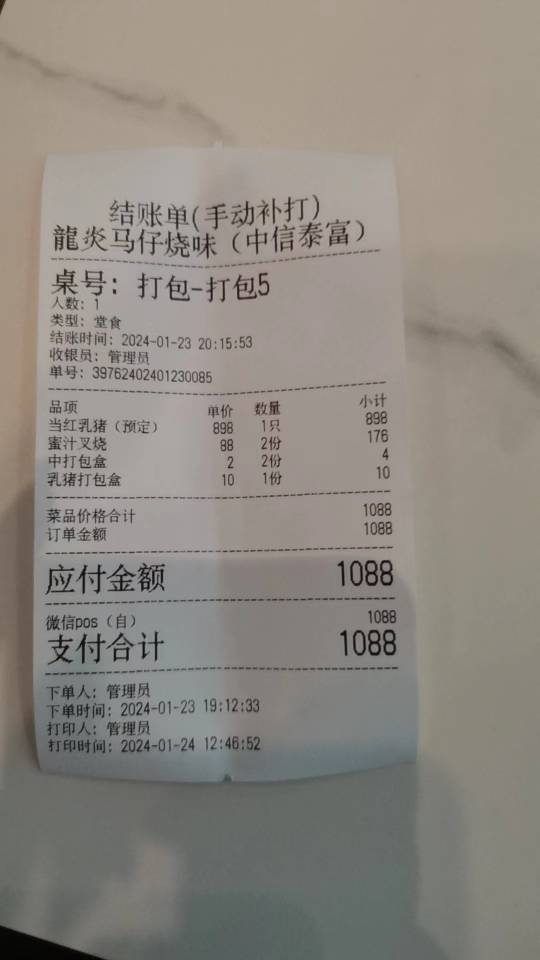 结账单(手动补打)
龍炎马仔烧味（中信泰富）
桌号: 打包-打包5
人数: 1
类型: 堂食
结账时间: 2024-01-23 20:15:53
收银员: 管理员
单号: 39762402401230085
品项 单价 数量 小计
当红乳猪（预定） 898 1只 898
蜜汁叉烧 88 2份 176
中打包盒 2 2份 4
乳猪打包盒 10 1份 10
菜品价格合计 1088
订单金额 1088
应付金额 1088
微信pos（自） 1088
支付合计 1088
下单人: 管理员
下单时间: 2024-01-23 19:12:33
打印人: 管理员
打印时间: 2024-01-24 12:46:52